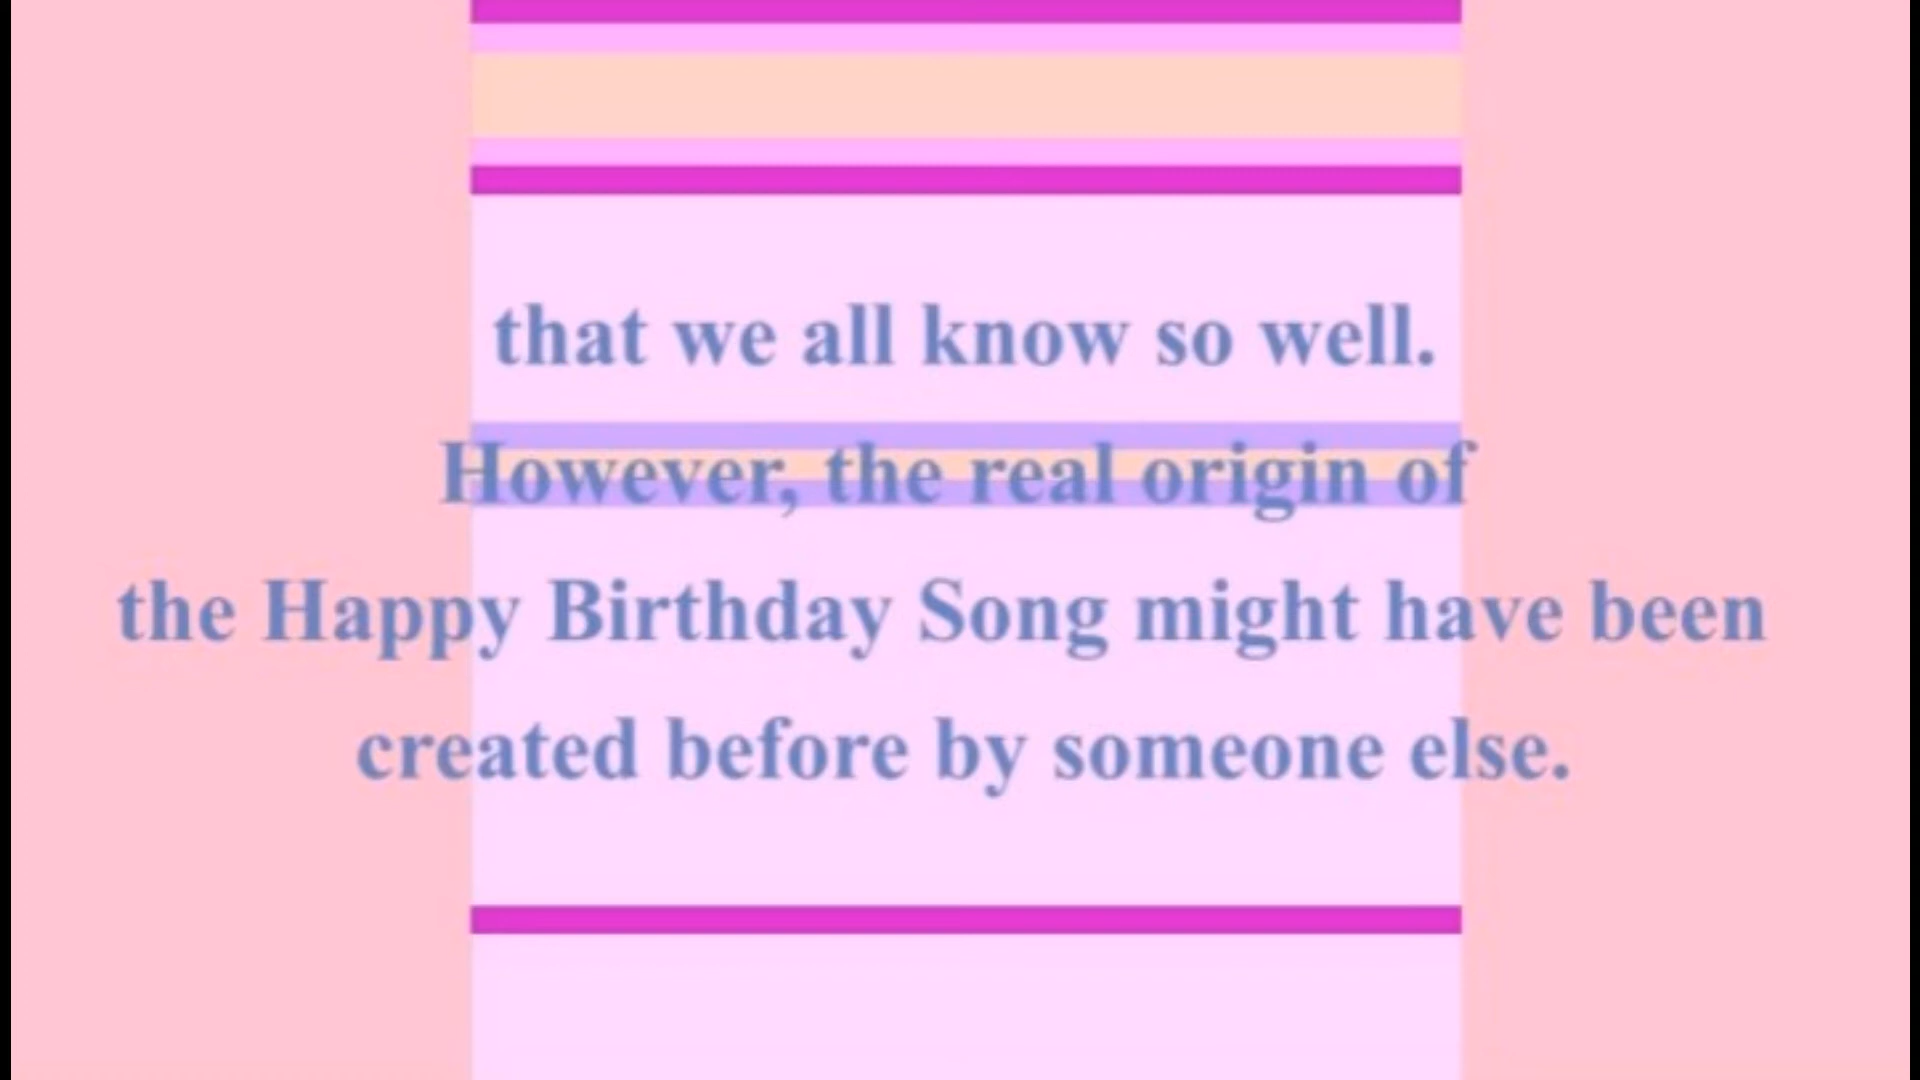 that we all know so well.
However, the real origin of
the Happy Birthday Song might have been
created before by someone else.